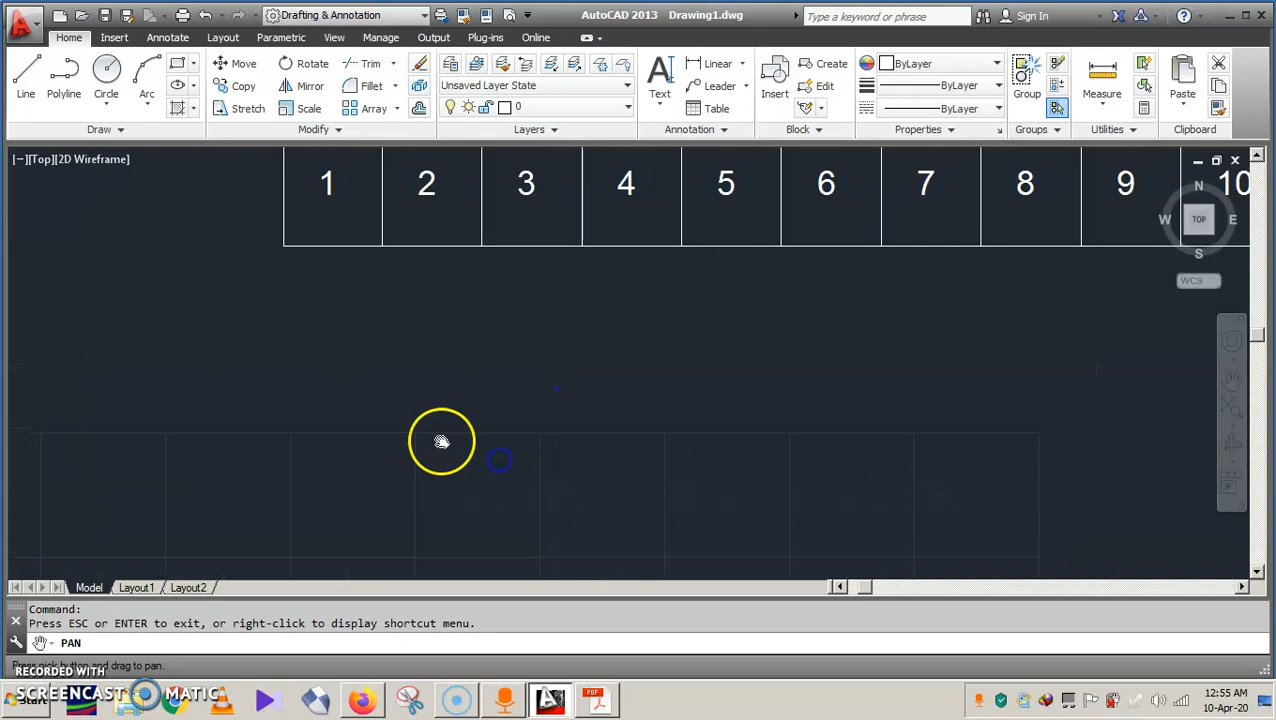 Drafting & Annotation
AutoCAD 2013 Drawing1.dwg
Type a keyword or phrase
Sign In
Home Insert Annotate Layout Parametric View Manage Output Plug-ins Online
Line Polyline Circle Arc
Move Rotate Trim
Copy Mirror Fillet
Stretch Scale Array
Unsaved Layer State
0
Text
Linear
Leader
Table
Insert
Create
Edit
ByLayer
ByLayer
ByLayer
Group
Measure
Paste
Draw Modify Layers Annotation Block Properties Groups Utilities Clipboard
[−][Top][2D Wireframe]
1 2 3 4 5 6 7 8 9 10
N
W TOP E
S
WCS
Model Layout1 Layout2
Command:
Press ESC or ENTER to exit, or right-click to display shortcut menu.
PAN
Press pick button and drag to pan.
RECORDED WITH
SCREENCAST MATIC
Start
PDF
12:55 AM
10-Apr-20